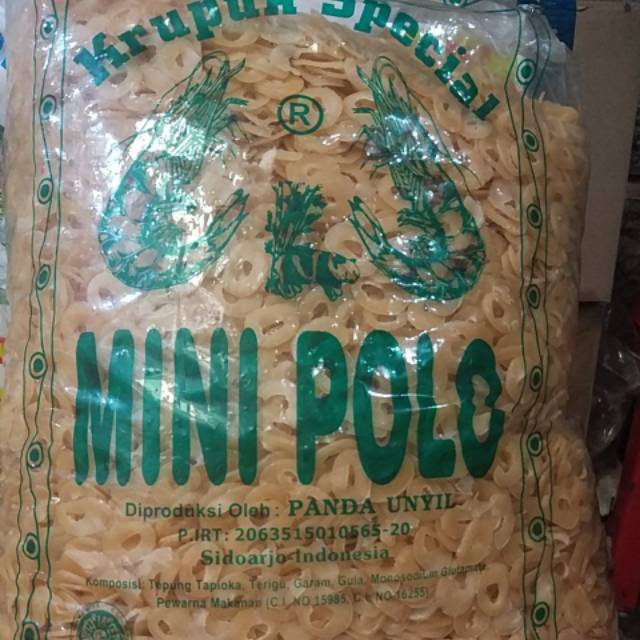 Krupuk Special
®
MINI POLO
Diproduksi Oleh : PANDA UNYIL
P.IRT: 2063515010565-20
Sidoarjo-Indonesia
Komposisi: Tepung Tapioka, Terigu, Garam, Gula, Monosodium Glutamate
Pewarna Makanan (C.I. NO.15985, C.I. NO.16255)